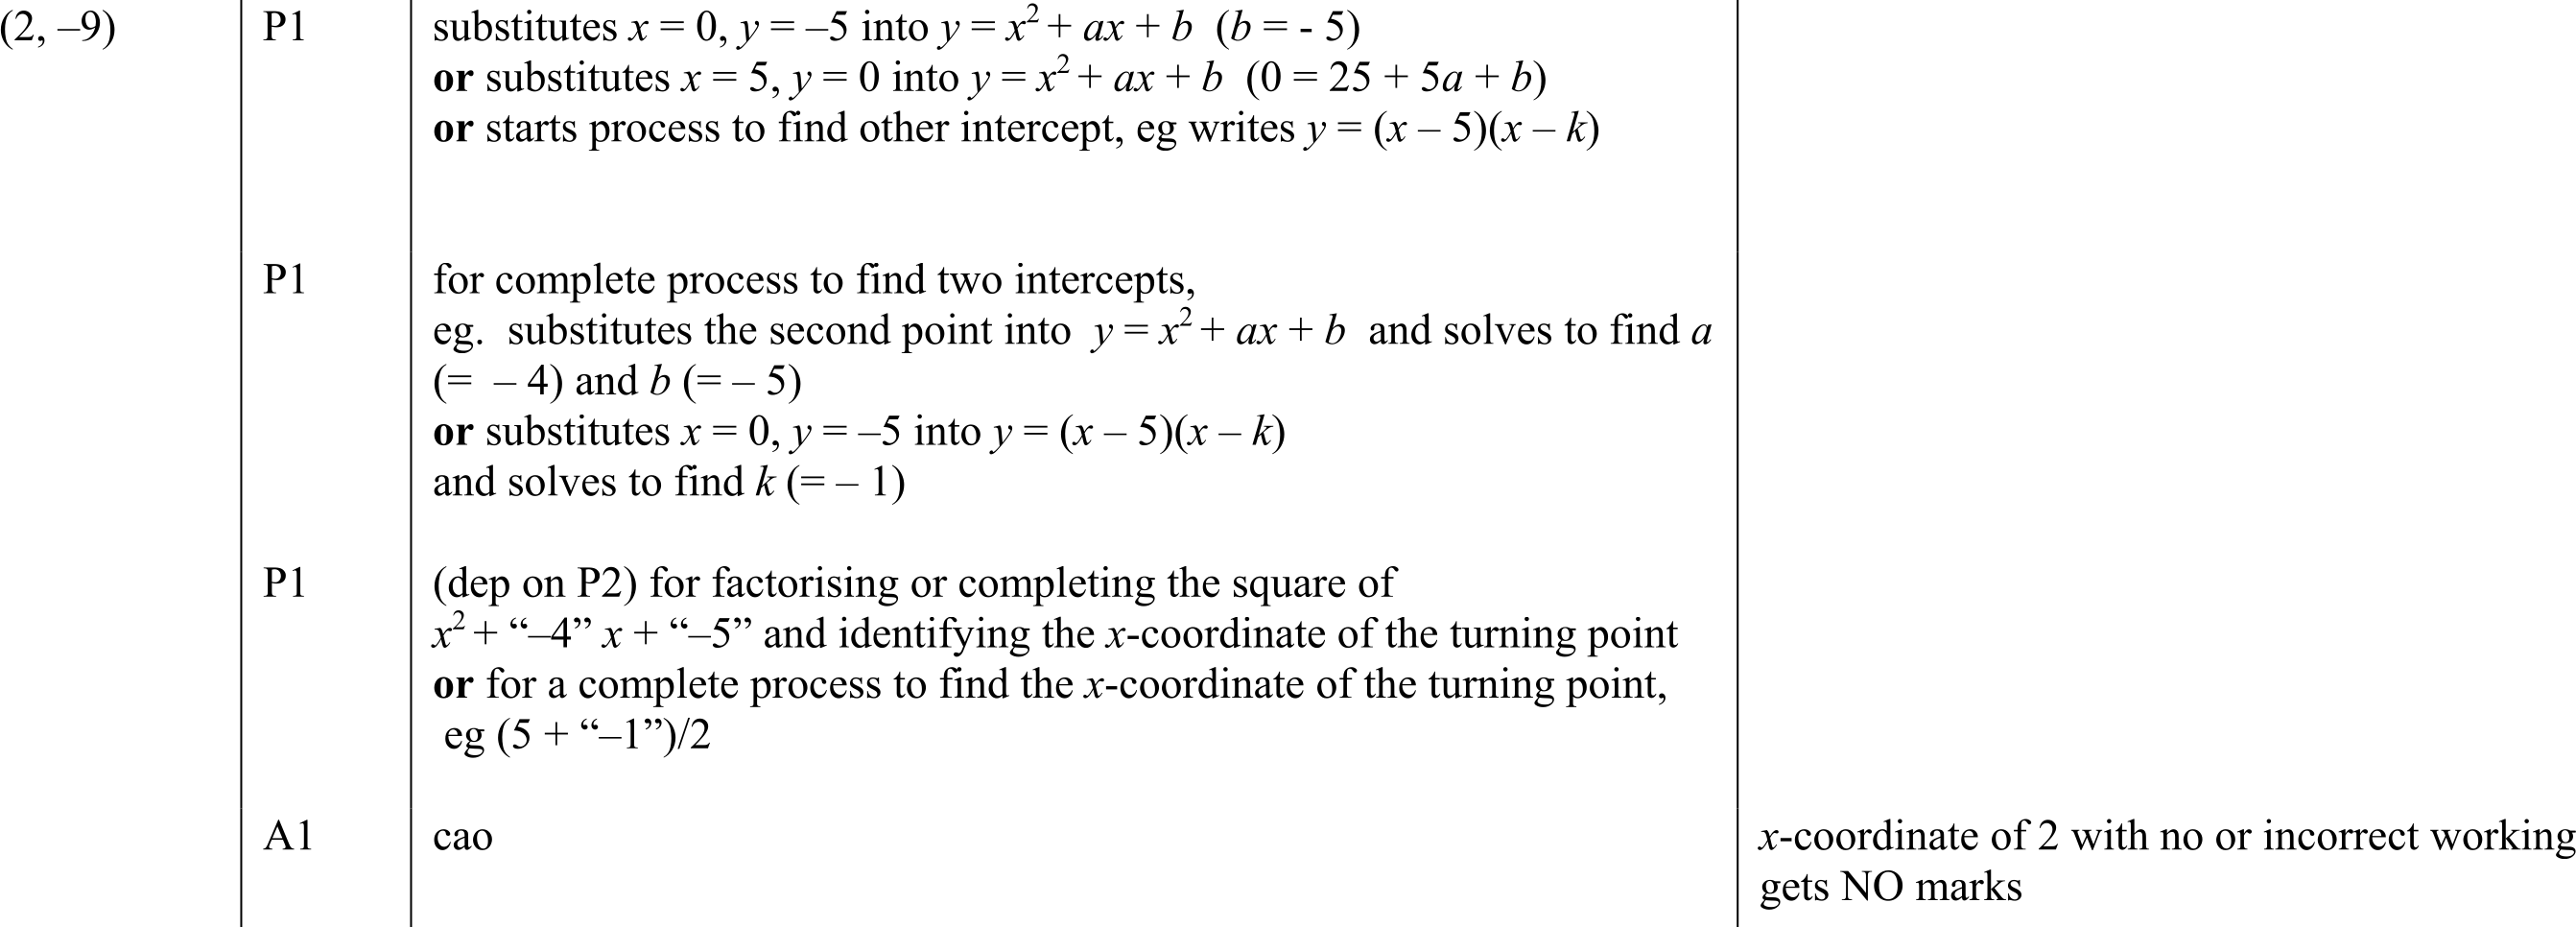 (2, –9)
P1
substitutes x = 0, y = –5 into y = x² + ax + b (b = - 5)
or substitutes x = 5, y = 0 into y = x² + ax + b (0 = 25 + 5a + b)
or starts process to find other intercept, eg writes y = (x – 5)(x – k)
P1
for complete process to find two intercepts,
eg. substitutes the second point into y = x² + ax + b and solves to find a
(= – 4) and b (= – 5)
or substitutes x = 0, y = –5 into y = (x – 5)(x – k)
and solves to find k (= – 1)
P1
(dep on P2) for factorising or completing the square of
x² + “–4” x + “–5” and identifying the x-coordinate of the turning point
or for a complete process to find the x-coordinate of the turning point,
eg (5 + “–1”)/2
A1
cao
x-coordinate of 2 with no or incorrect working
gets NO marks